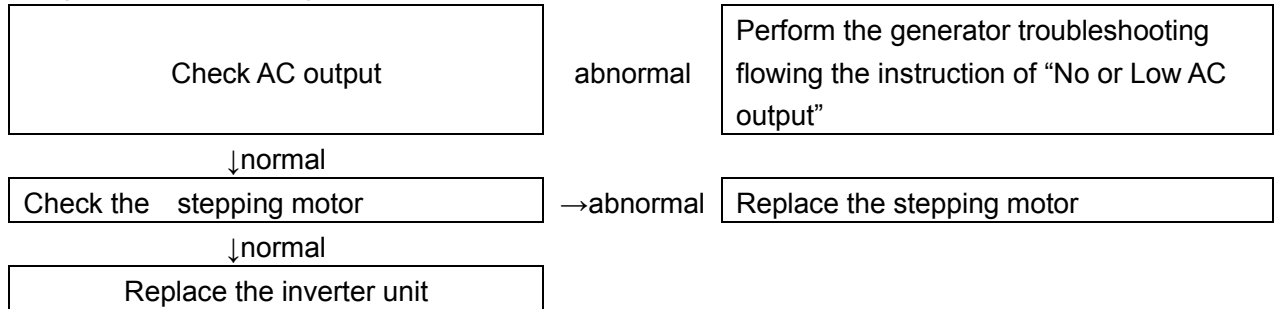 Check AC output
abnormal
Perform the generator troubleshooting
flowing the instruction of “No or Low AC
output”
↓normal
Check the stepping motor
→abnormal
Replace the stepping motor
↓normal
Replace the inverter unit